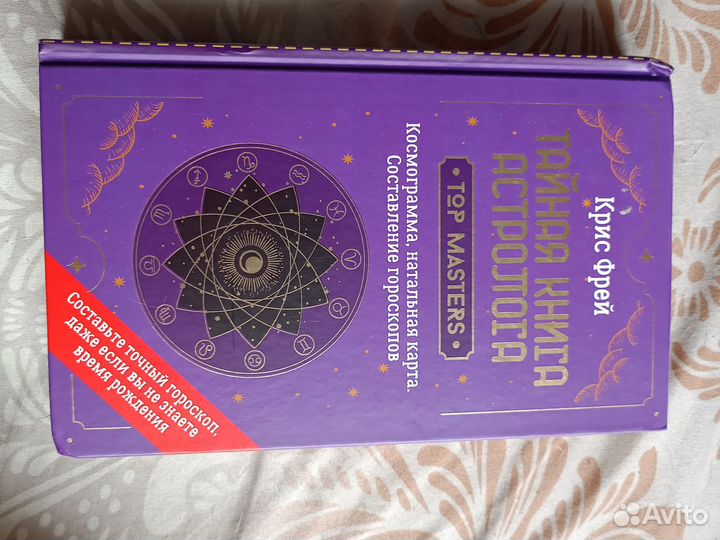 Крис Фрей
ТАЙНАЯ КНИГА
АСТРОЛОГА
TOP MASTERS
Космограмма, натальная карта.
Составление гороскопов
Составьте точный гороскоп,
даже если вы не знаете
время рождения
Avito